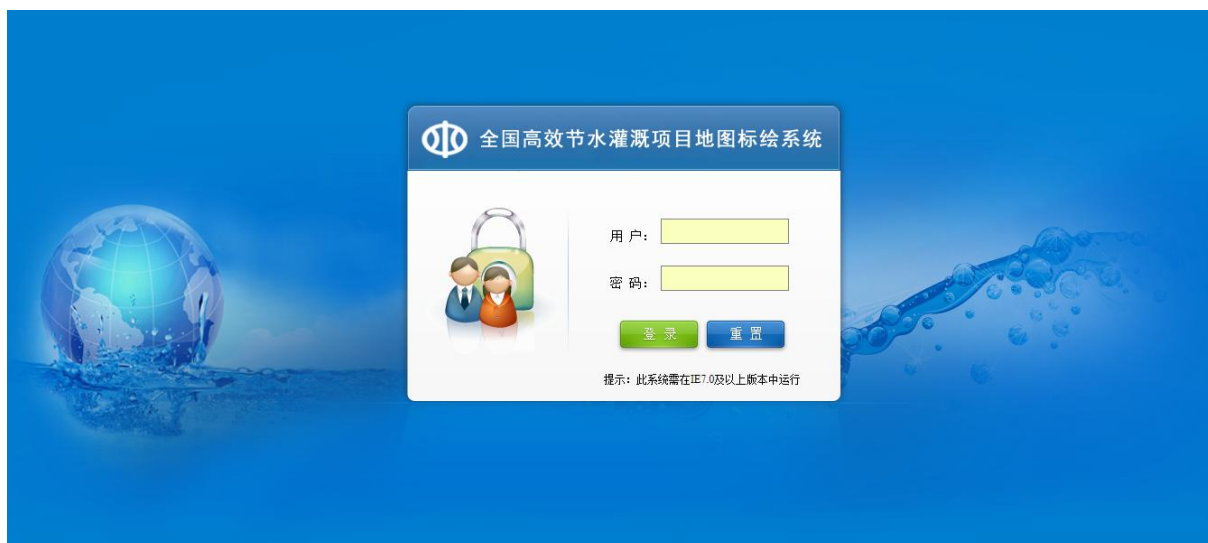 全国高效节水灌溉项目地图标绘系统
用 户：
密 码：
登 录 重 置
提示：此系统需在IE7.0及以上版本中运行